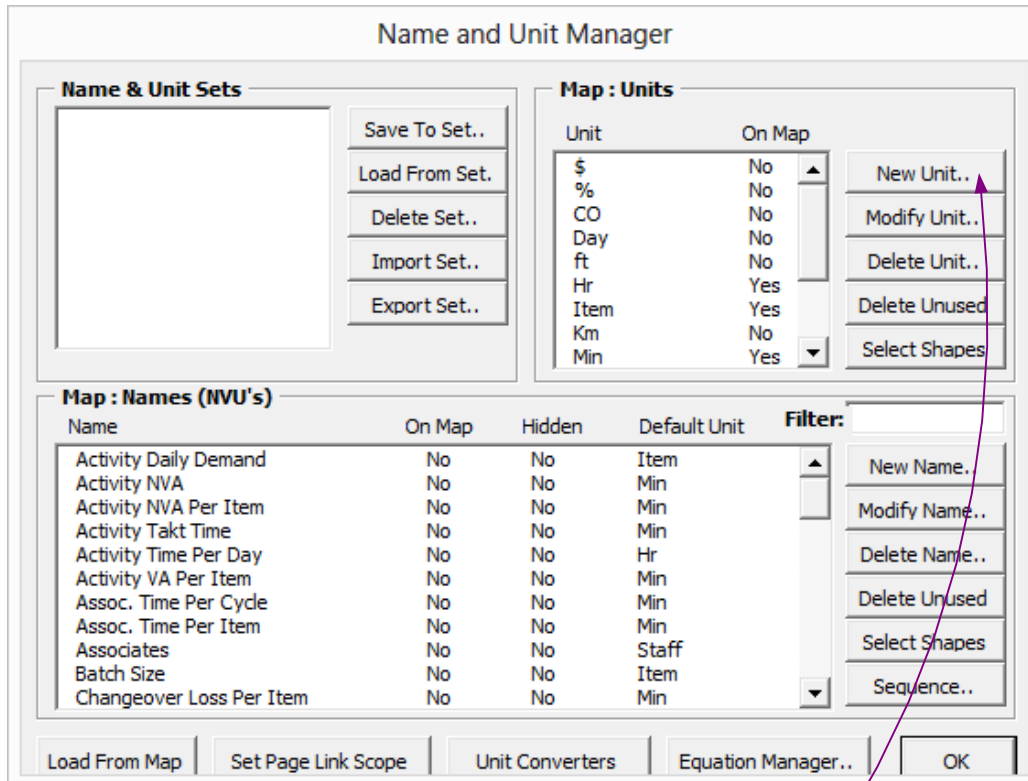 Name and Unit Manager
Name & Unit Sets
Save To Set..
Load From Set.
Delete Set..
Import Set..
Export Set..
Map : Units
Unit On Map
$ No
% No
CO No
Day No
ft No
Hr Yes
Item Yes
Km No
Min Yes
New Unit..
Modify Unit..
Delete Unit..
Delete Unused
Select Shapes
Map : Names (NVU's)
Filter:
Name On Map Hidden Default Unit
Activity Daily Demand No No Item
Activity NVA No No Min
Activity NVA Per Item No No Min
Activity Takt Time No No Min
Activity Time Per Day No No Hr
Activity VA Per Item No No Min
Assoc. Time Per Cycle No No Min
Assoc. Time Per Item No No Min
Associates No No Staff
Batch Size No No Item
Changeover Loss Per Item No No Min
New Name..
Modify Name..
Delete Name..
Delete Unused
Select Shapes
Sequence..
Load From Map Set Page Link Scope Unit Converters Equation Manager.. OK